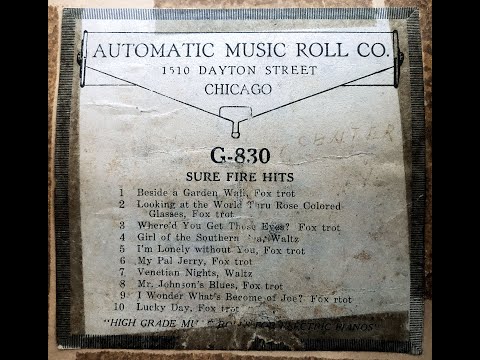 AUTOMATIC MUSIC ROLL CO.
1510 DAYTON STREET
CHICAGO
CENTER
G-830
SURE FIRE HITS
1 Beside a Garden Wall, Fox trot
2 Looking at the World Thru Rose Colored
Glasses, Fox trot
3 Where'd You Get Those Eyes? Fox trot
4 Girl of the Southern Waltz
5 I'm Lonely without You, Fox trot
6 My Pal Jerry, Fox trot
7 Venetian Nights, Waltz
8 Mr. Johnson's Blues, Fox trot
9 I Wonder What's Become of Joe? Fox rtot
10 Lucky Day, Fox trot
"HIGH GRADE ELECTRIC PIANOS"